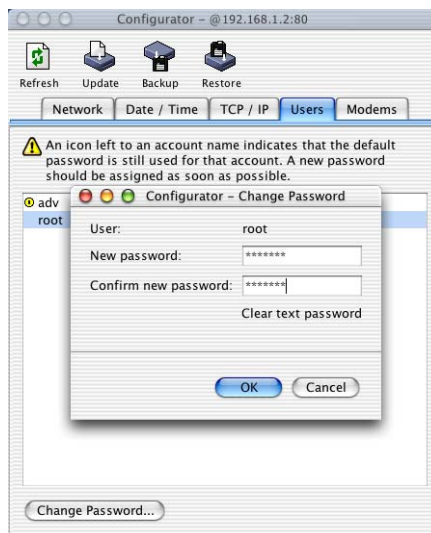 Configurator – @192.168.1.2:80
Refresh Update Backup Restore
Network Date / Time TCP / IP Users Modems
An icon left to an account name indicates that the default
password is still used for that account. A new password
should be assigned as soon as possible.
adv
root
Configurator – Change Password
User: root
New password: *******
Confirm new password: *******
Clear text password
OK Cancel
Change Password...